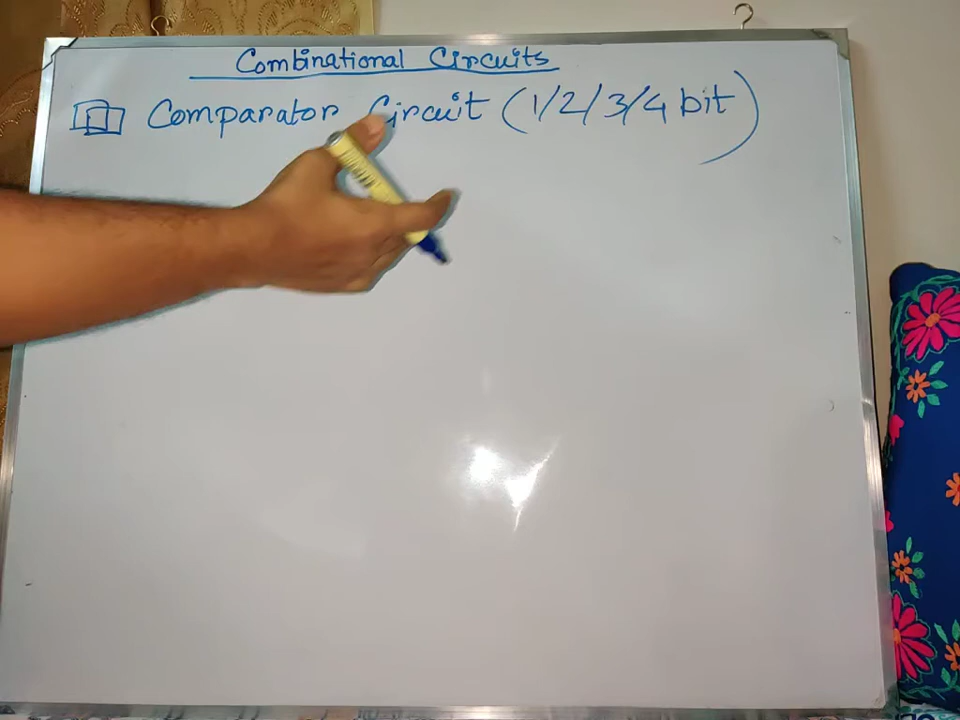 Combinational Circuits
Comparator Circuit (1/2/3/4 bit)